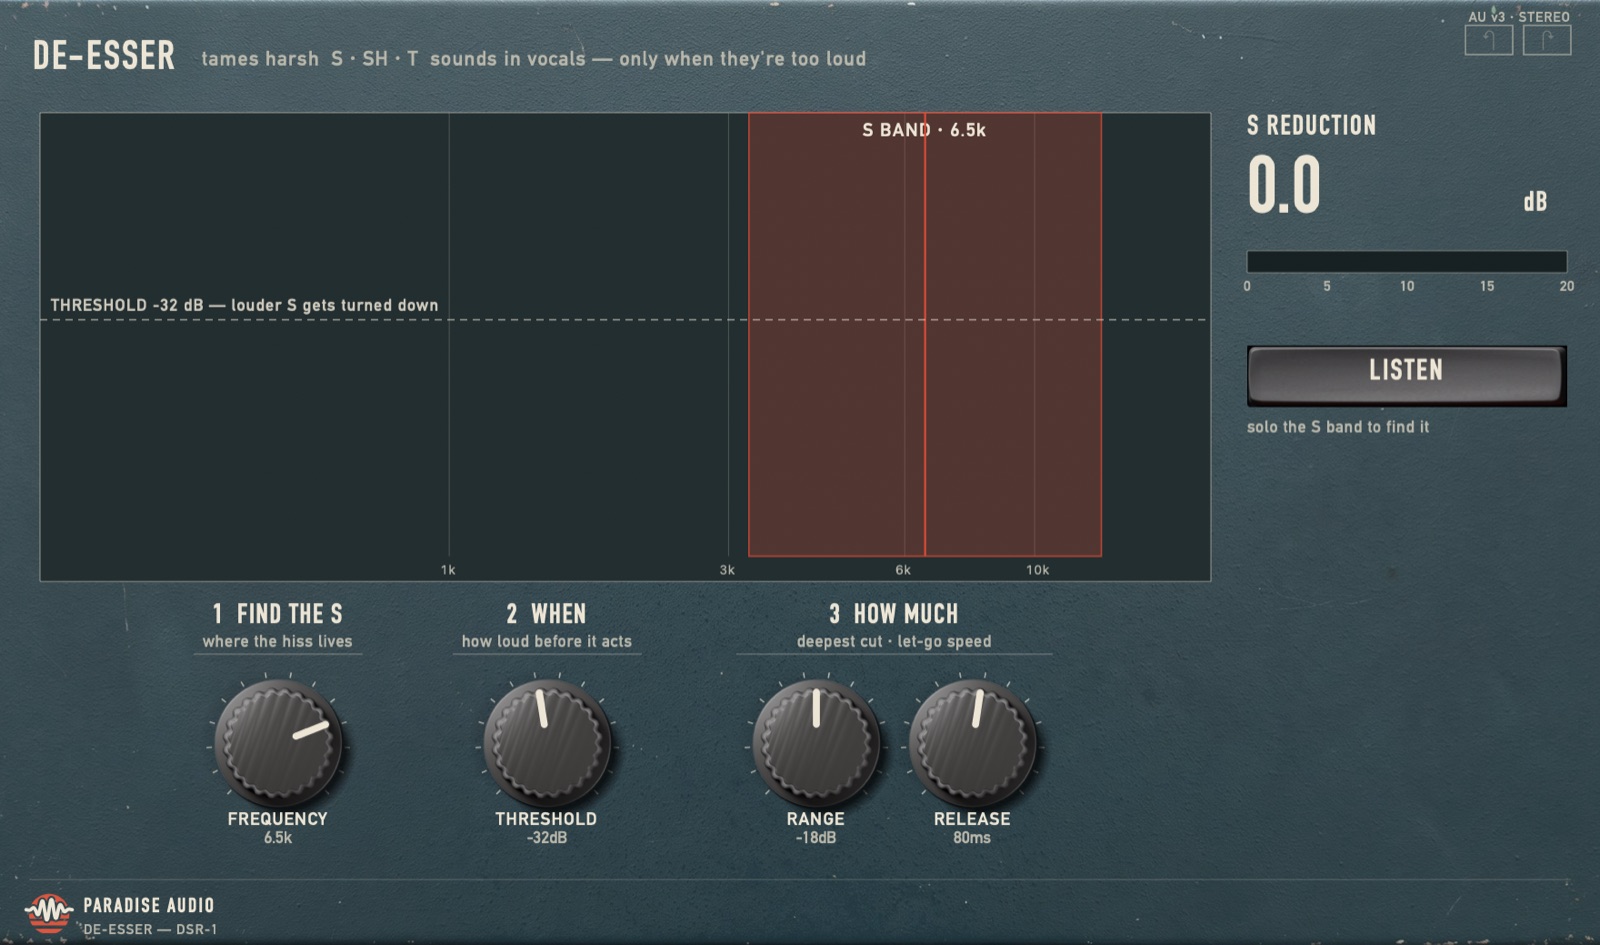 AU v3 · STEREO
DE-ESSER
tames harsh S · SH · T sounds in vocals — only when they're too loud
S BAND · 6.5k
THRESHOLD -32 dB — louder S gets turned down
1k
3k
6k
10k
S REDUCTION
0.0
dB
0
5
10
15
20
LISTEN
solo the S band to find it
1 FIND THE S
where the hiss lives
2 WHEN
how loud before it acts
3 HOW MUCH
deepest cut · let-go speed
FREQUENCY
6.5k
THRESHOLD
-32dB
RANGE
-18dB
RELEASE
80ms
PARADISE AUDIO
DE-ESSER — DSR-1